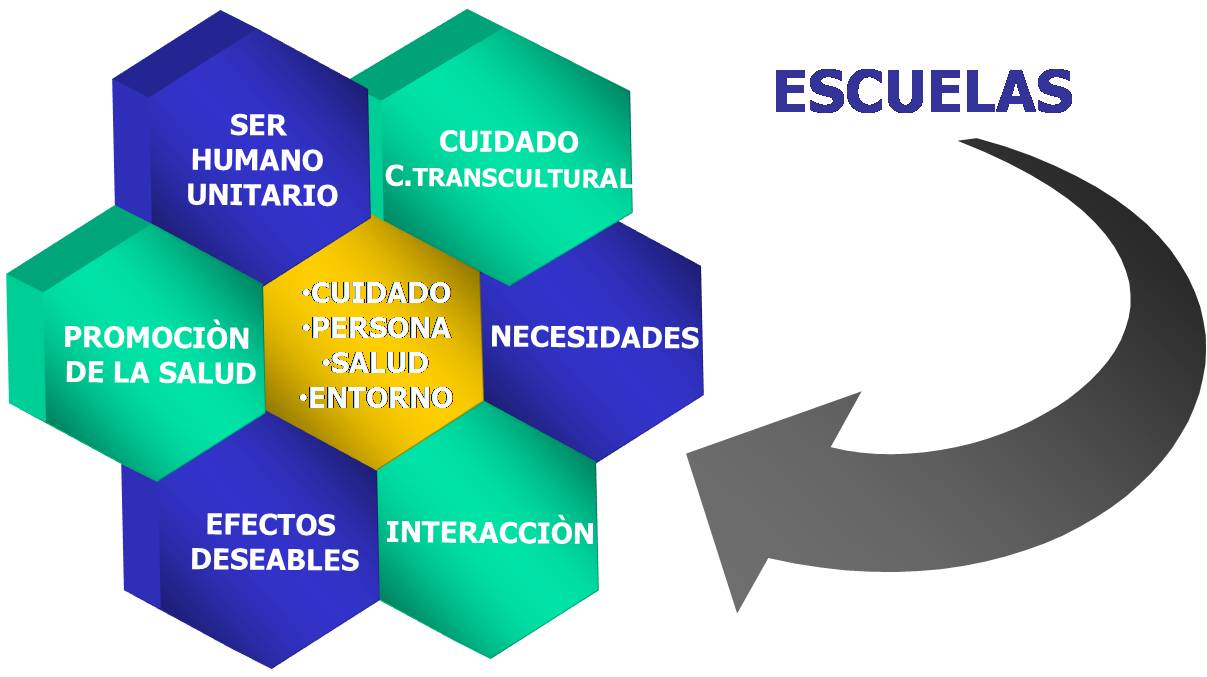 ESCUELAS
SER
HUMANO
UNITARIO
CUIDADO
C.TRANSCULTURAL
PROMOCIÒN
DE LA SALUD
•CUIDADO
•PERSONA
•SALUD
•ENTORNO
NECESIDADES
EFECTOS
DESEABLES
INTERACCIÒN